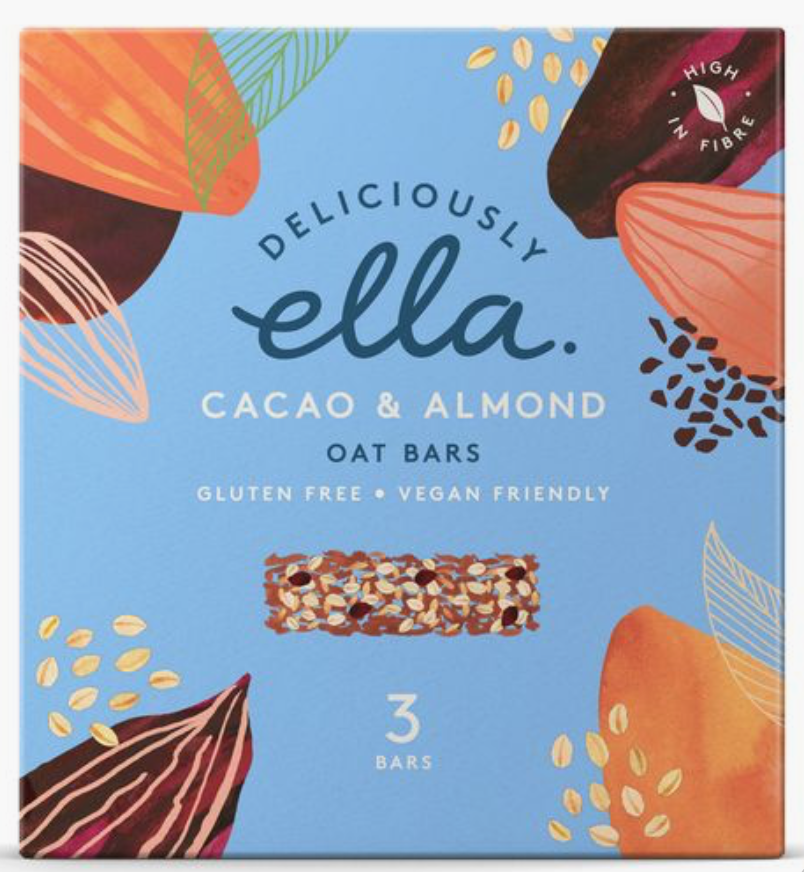 HIGH
IN FIBRE
DELICIOUSLY
ella.
CACAO & ALMOND
OAT BARS
GLUTEN FREE • VEGAN FRIENDLY
3
BARS